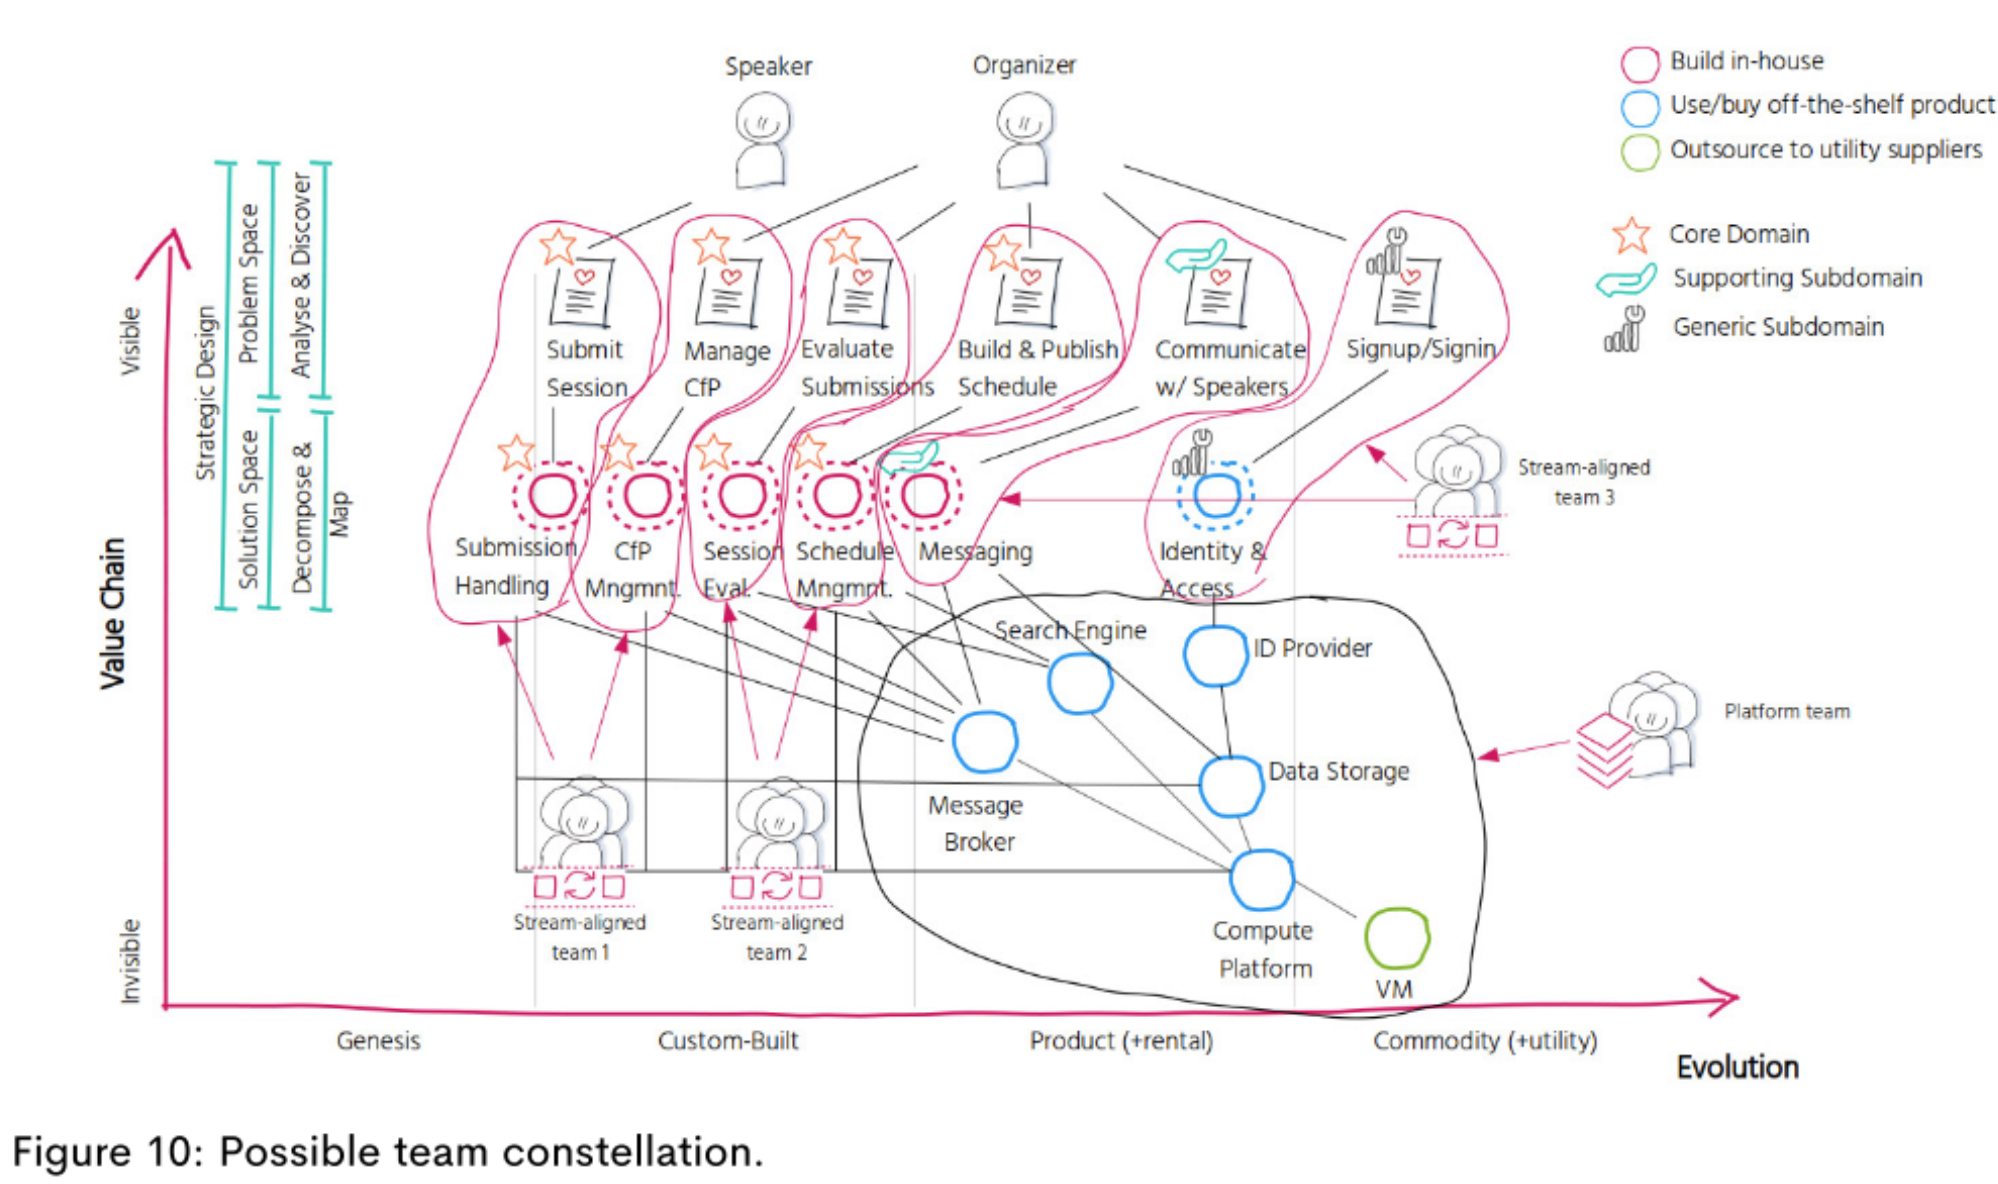 Speaker
Organizer
Build in-house
Use/buy off-the-shelf product
Outsource to utility suppliers
Core Domain
Supporting Subdomain
Generic Subdomain
Strategic Design
Problem Space
Analyse & Discover
Solution Space
Decompose &
Map
Value Chain
Visible
Invisible
Submit
Session
Manage
CfP
Evaluate
Submissions
Build & Publish
Schedule
Communicate
w/ Speakers
Signup/Signin
Submission
Handling
CfP
Mngmnt.
Session
Eval.
Schedule
Mngmnt.
Messaging
Identity &
Access
Stream-aligned
team 3
Search Engine
ID Provider
Platform team
Data Storage
Message
Broker
Stream-aligned
team 1
Stream-aligned
team 2
Compute
Platform
VM
Genesis
Custom-Built
Product (+rental)
Commodity (+utility)
Evolution
Figure 10: Possible team constellation.